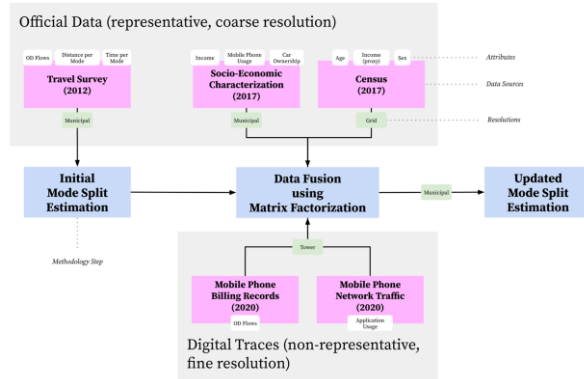 Official Data (representative, coarse resolution)
OD Flows
Distance per
Mode
Time per
Mode
Travel Survey
(2012)
Municipal
Income
Mobile Phone
Usage
Car
Ownership
Socio-Economic
Characterization
(2017)
Municipal
Age
Income
(proxy)
Sex
Census
(2017)
Grid
Attributes
Data Sources
Resolutions
Initial
Mode Split
Estimation
Data Fusion
using
Matrix Factorization
Municipal
Updated
Mode Split
Estimation
Methodology Step
Tower
Mobile Phone
Billing Records
(2020)
OD Flows
Mobile Phone
Network Traffic
(2020)
Application
Usage
Digital Traces (non-representative,
fine resolution)